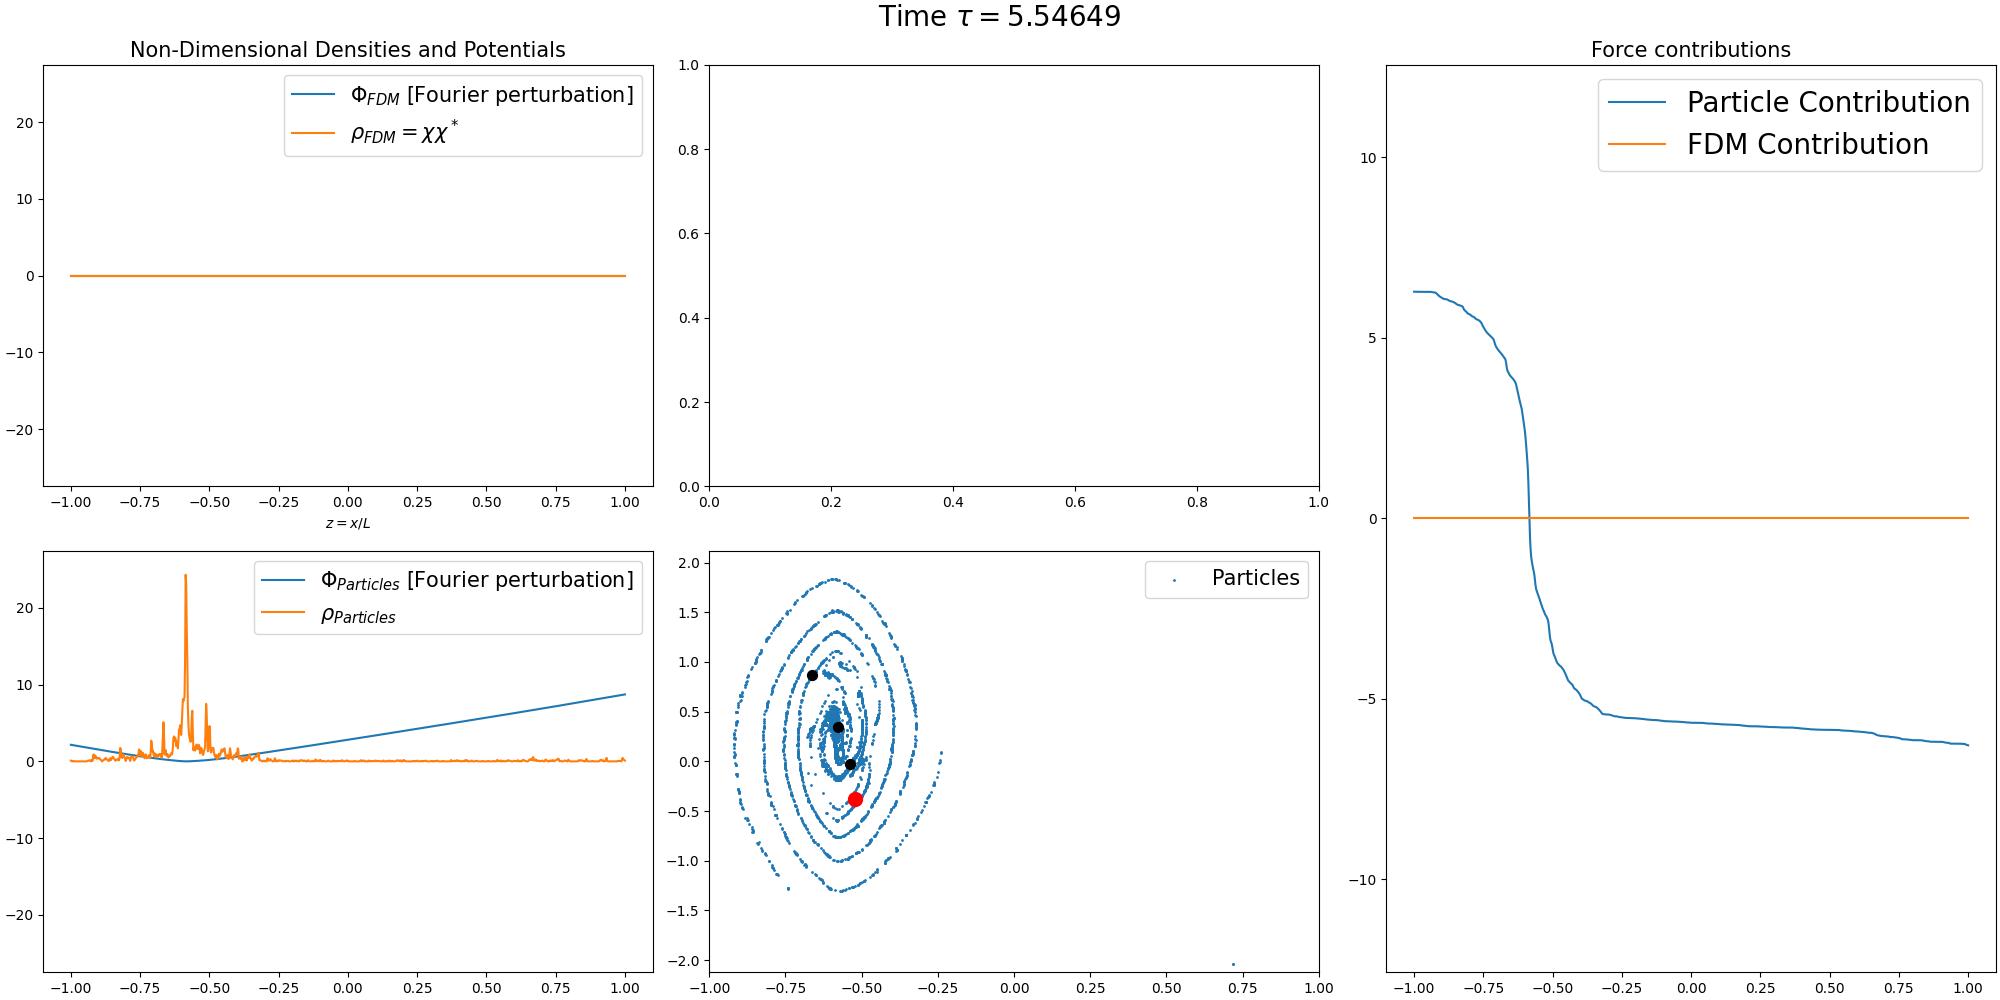 Time τ = 5.54649
Non-Dimensional Densities and Potentials
Φ_FDM [Fourier perturbation]
ρ_FDM = χχ*
20
10
0
−10
−20
−1.00 −0.75 −0.50 −0.25 0.00 0.25 0.50 0.75 1.00
z = x/L
1.0
0.8
0.6
0.4
0.2
0.0
0.0 0.2 0.4 0.6 0.8 1.0
Force contributions
Particle Contribution
FDM Contribution
10
5
0
−5
−10
−1.00 −0.75 −0.50 −0.25 0.00 0.25 0.50 0.75 1.00
Φ_Particles [Fourier perturbation]
ρ_Particles
20
10
0
−10
−20
−1.00 −0.75 −0.50 −0.25 0.00 0.25 0.50 0.75 1.00
Particles
2.0
1.5
1.0
0.5
0.0
−0.5
−1.0
−1.5
−2.0
−1.00 −0.75 −0.50 −0.25 0.00 0.25 0.50 0.75 1.00